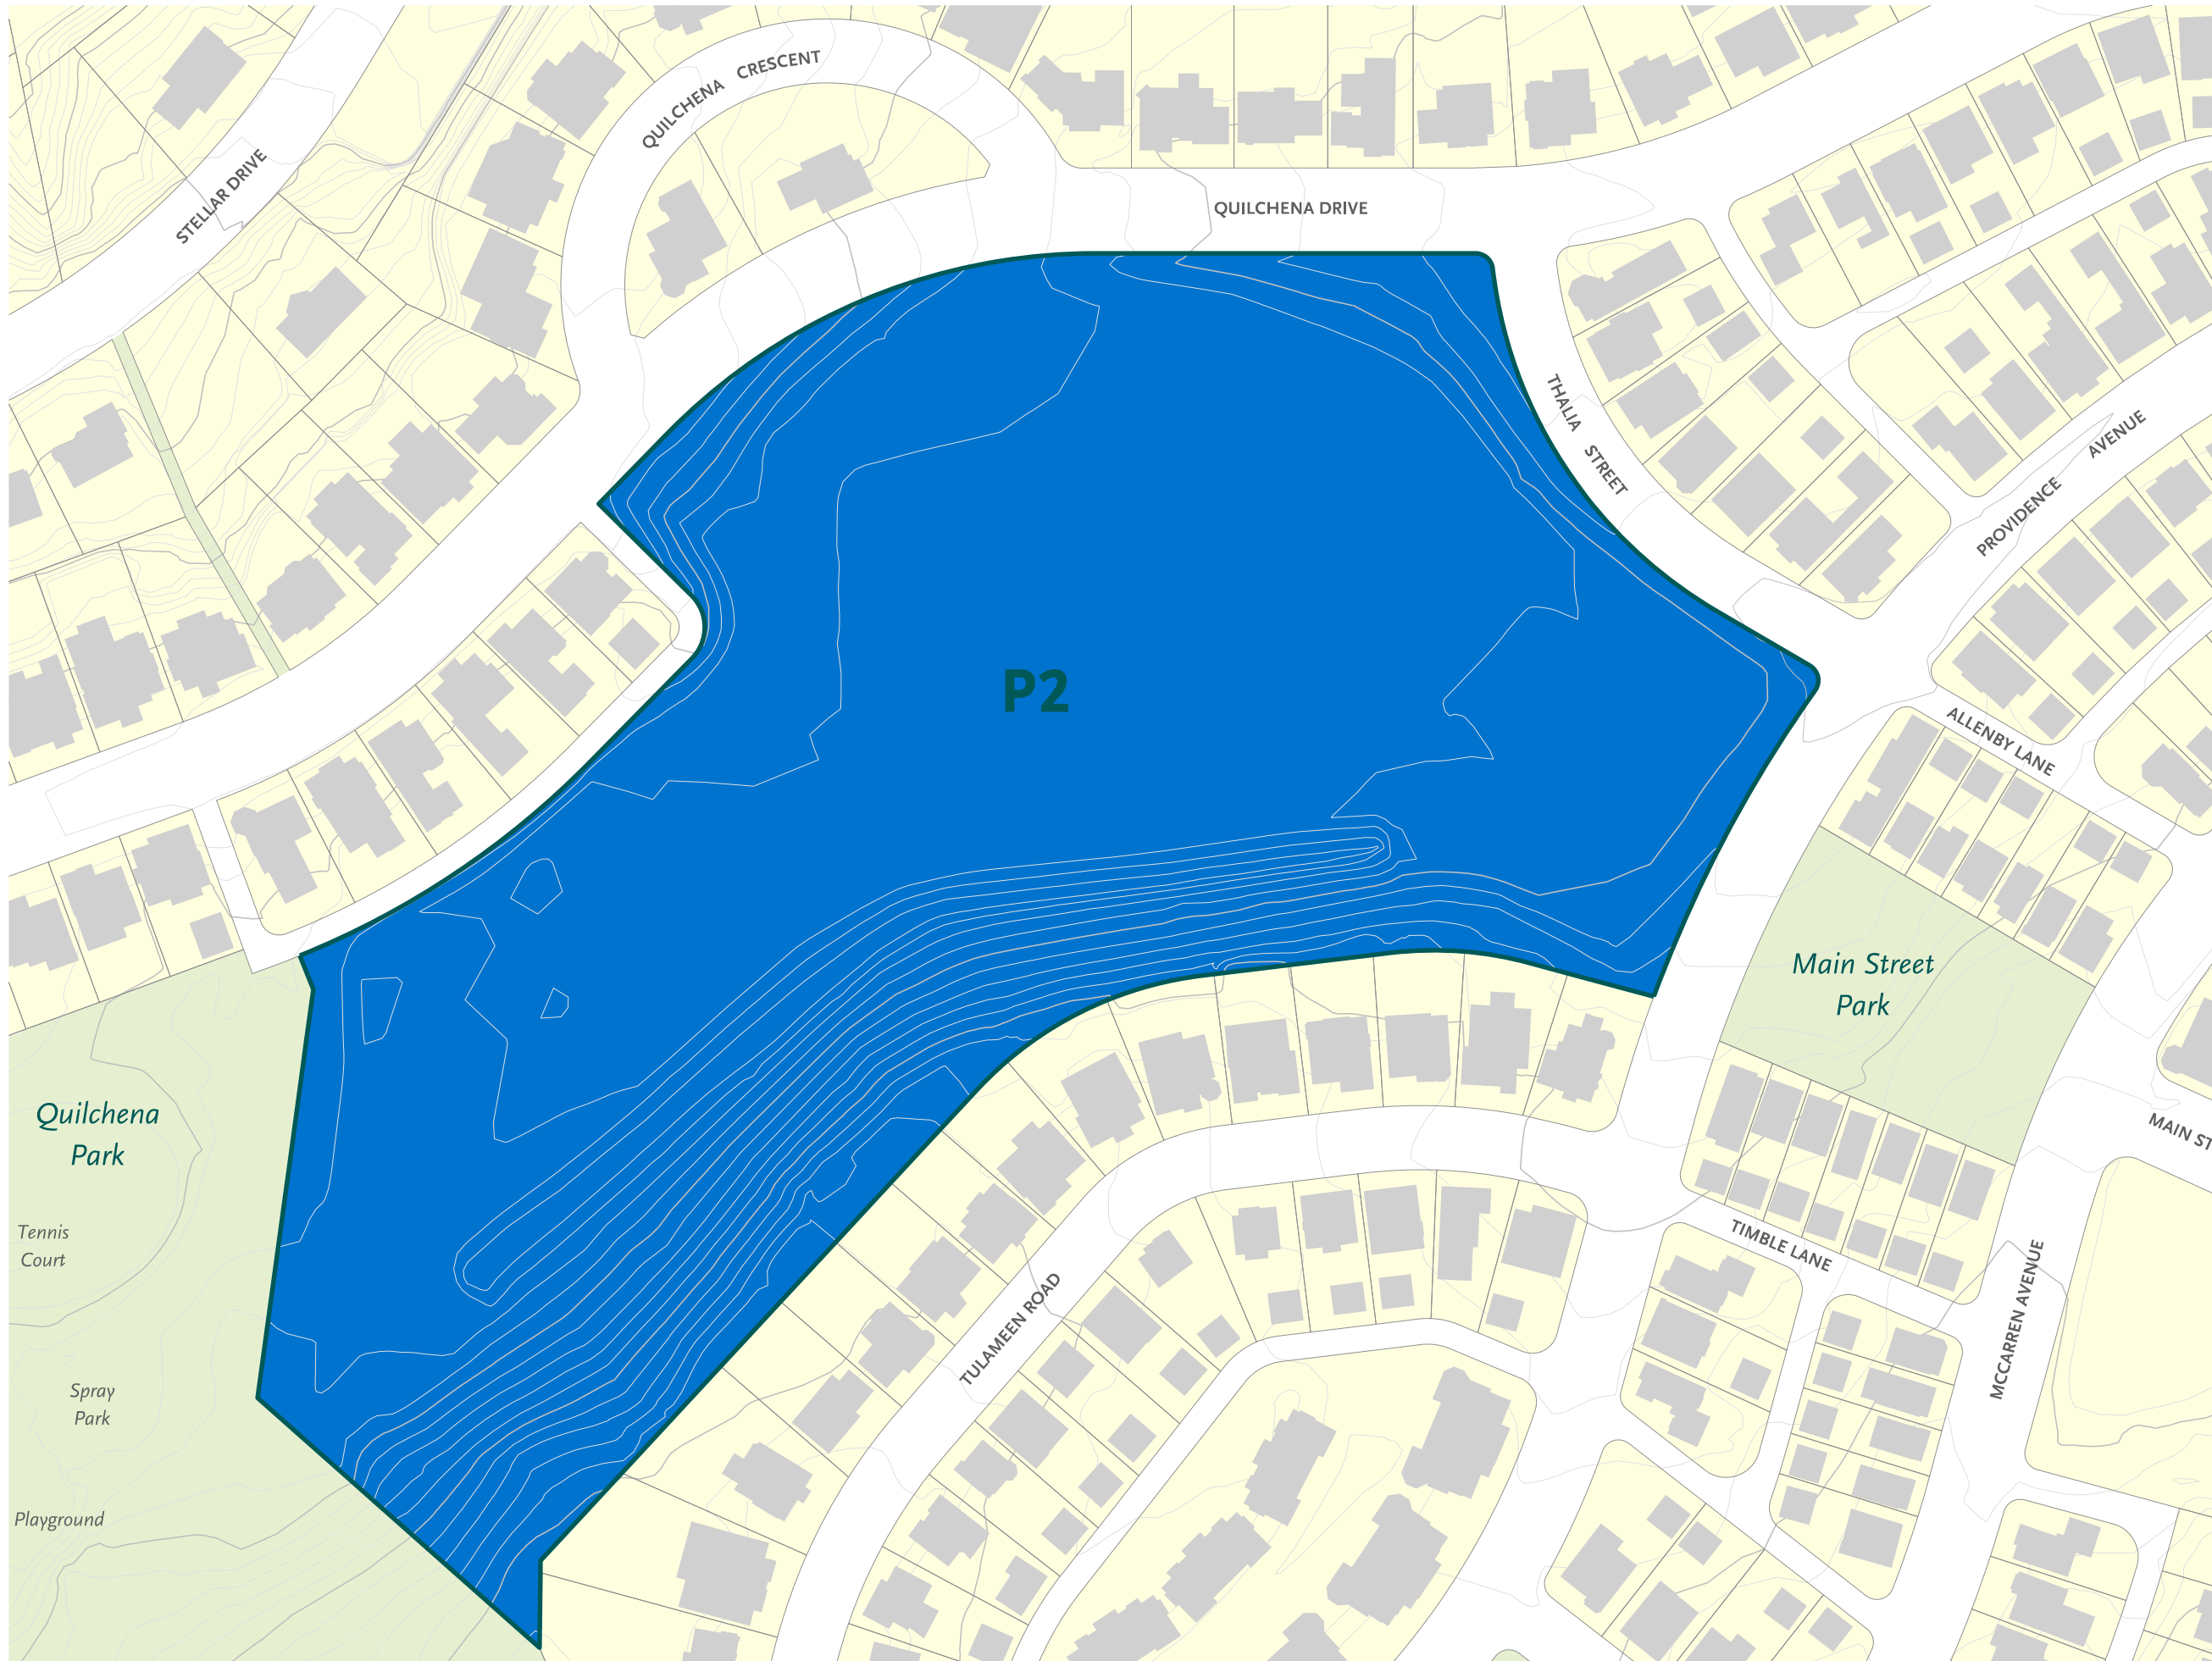 QUILCHENA CRESCENT
STELLAR DRIVE
QUILCHENA DRIVE
THALIA STREET
PROVIDENCE AVENUE
P2
ALLENBY LANE
Main Street
Park
Quilchena
Park
MAIN ST
Tennis
Court
TIMBLE LANE
MCCARREN AVENUE
TULAMEEN ROAD
Spray
Park
Playground